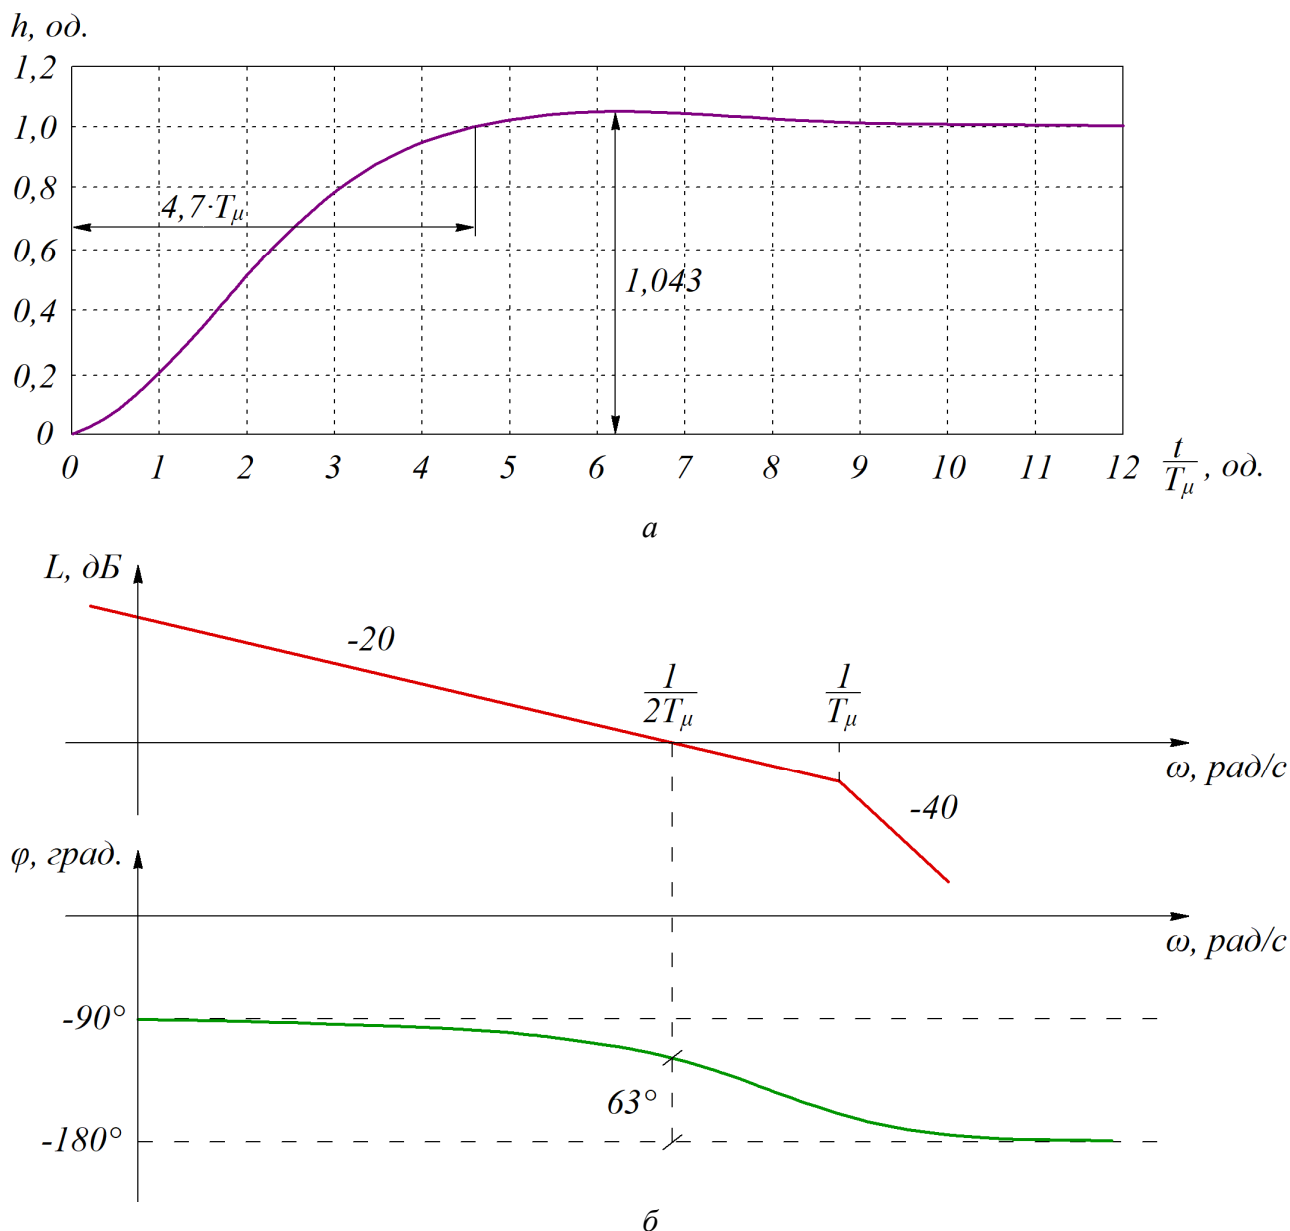 h, од.
1,2
1,0
0,8
4,7·Tμ
0,6
1,043
0,4
0,2
0
0 1 2 3 4 5 6 7 8 9 10 11 12
t/Tμ, од.
а
L, дБ
-20
1/2Tμ
1/Tμ
ω, рад/с
-40
φ, град.
ω, рад/с
-90°
63°
-180°
б